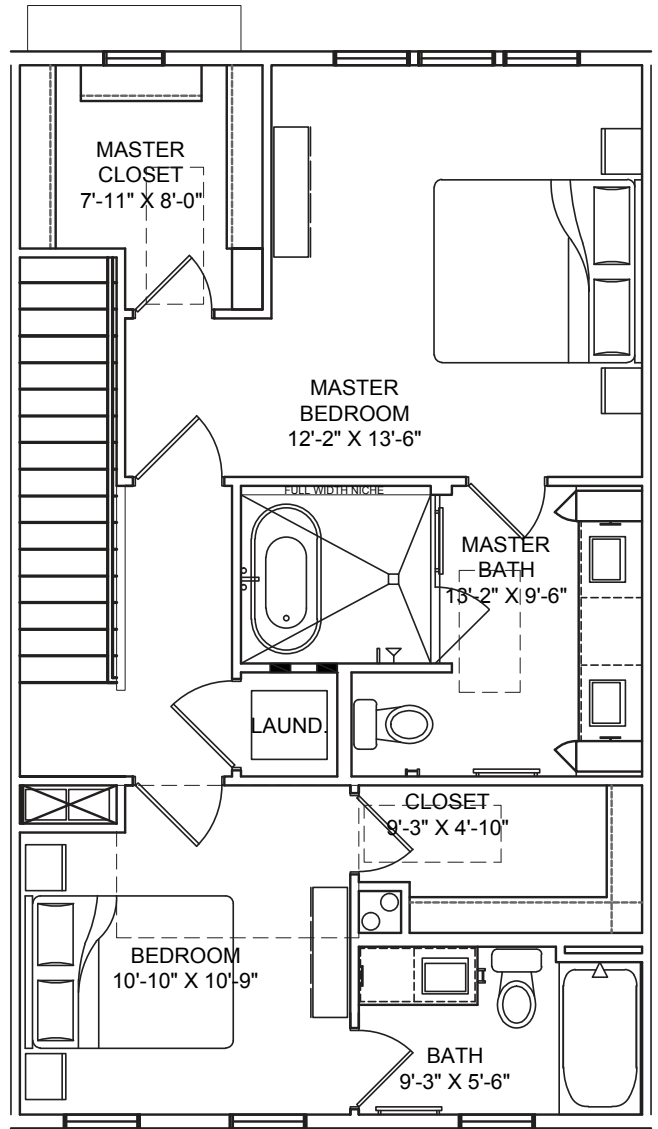 MASTER
CLOSET
7'-11" X 8'-0"
MASTER
BEDROOM
12'-2" X 13'-6"
FULL WIDTH NICHE
MASTER
BATH
13'-2" X 9'-6"
LAUND.
CLOSET
9'-3" X 4'-10"
BEDROOM
10'-10" X 10'-9"
BATH
9'-3" X 5'-6"